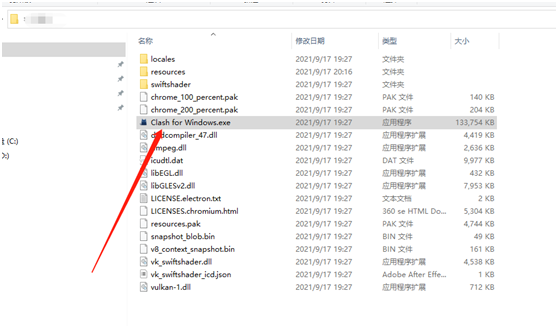 名称 修改日期 类型 大小
locales 2021/9/17 19:27 文件夹
resources 2021/9/17 20:16 文件夹
swiftshader 2021/9/17 19:27 文件夹
chrome_100_percent.pak 2021/9/17 19:27 PAK 文件 140 KB
chrome_200_percent.pak 2021/9/17 19:27 PAK 文件 204 KB
Clash for Windows.exe 2021/9/17 19:27 应用程序 133,754 KB
compiler_47.dll 2021/9/17 19:27 应用程序扩展 4,419 KB
mpeg.dll 2021/9/17 19:27 应用程序扩展 2,636 KB
icudtl.dat 2021/9/17 19:27 DAT 文件 9,977 KB
libEGL.dll 2021/9/17 19:27 应用程序扩展 432 KB
libGLESv2.dll 2021/9/17 19:27 应用程序扩展 7,953 KB
LICENSE.electron.txt 2021/9/17 19:27 文本文档 2 KB
LICENSES.chromium.html 2021/9/17 19:27 360 se HTML Do... 5,304 KB
resources.pak 2021/9/17 19:27 PAK 文件 4,744 KB
snapshot_blob.bin 2021/9/17 19:27 BIN 文件 49 KB
v8_context_snapshot.bin 2021/9/17 19:27 BIN 文件 161 KB
vk_swiftshader.dll 2021/9/17 19:27 应用程序扩展 4,538 KB
vk_swiftshader_icd.json 2021/9/17 19:27 Adobe After Effe... 1 KB
vulkan-1.dll 2021/9/17 19:27 应用程序扩展 712 KB
(C:)